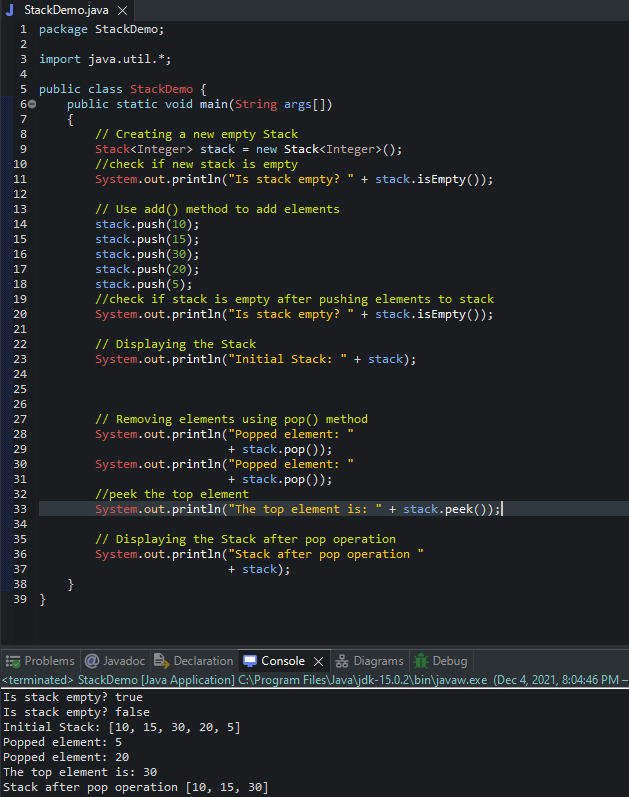 StackDemo.java
1 package StackDemo;
2
3 import java.util.*;
4
5 public class StackDemo {
6     public static void main(String args[])
7     {
8         // Creating a new empty Stack
9         Stack<Integer> stack = new Stack<Integer>();
10         //check if new stack is empty
11         System.out.println("Is stack empty? " + stack.isEmpty());
12
13         // Use add() method to add elements
14         stack.push(10);
15         stack.push(15);
16         stack.push(30);
17         stack.push(20);
18         stack.push(5);
19         //check if stack is empty after pushing elements to stack
20         System.out.println("Is stack empty? " + stack.isEmpty());
21
22         // Displaying the Stack
23         System.out.println("Initial Stack: " + stack);
24
25
26
27         // Removing elements using pop() method
28         System.out.println("Popped element: "
29                             + stack.pop());
30         System.out.println("Popped element: "
31                             + stack.pop());
32         //peek the top element
33         System.out.println("The top element is: " + stack.peek());
34
35         // Displaying the Stack after pop operation
36         System.out.println("Stack after pop operation "
37                             + stack);
38     }
39 }
Problems @ Javadoc Declaration Console Diagrams Debug
<terminated> StackDemo [Java Application] C:\Program Files\Java\jdk-15.0.2\bin\javaw.exe (Dec 4, 2021, 8:04:46 PM –
Is stack empty? true
Is stack empty? false
Initial Stack: [10, 15, 30, 20, 5]
Popped element: 5
Popped element: 20
The top element is: 30
Stack after pop operation [10, 15, 30]